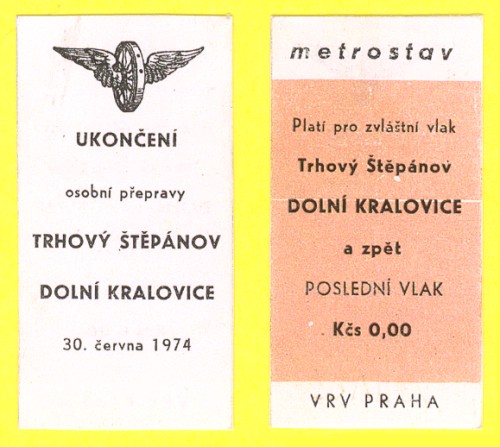 UKONČENÍ
osobní přepravy
TRHOVÝ ŠTĚPÁNOV
DOLNÍ KRALOVICE
30. června 1974
metrostav
Platí pro zvláštní vlak
Trhový Štěpánov
DOLNÍ KRALOVICE
a zpět
POSLEDNÍ VLAK
Kčs 0,00
VRV PRAHA